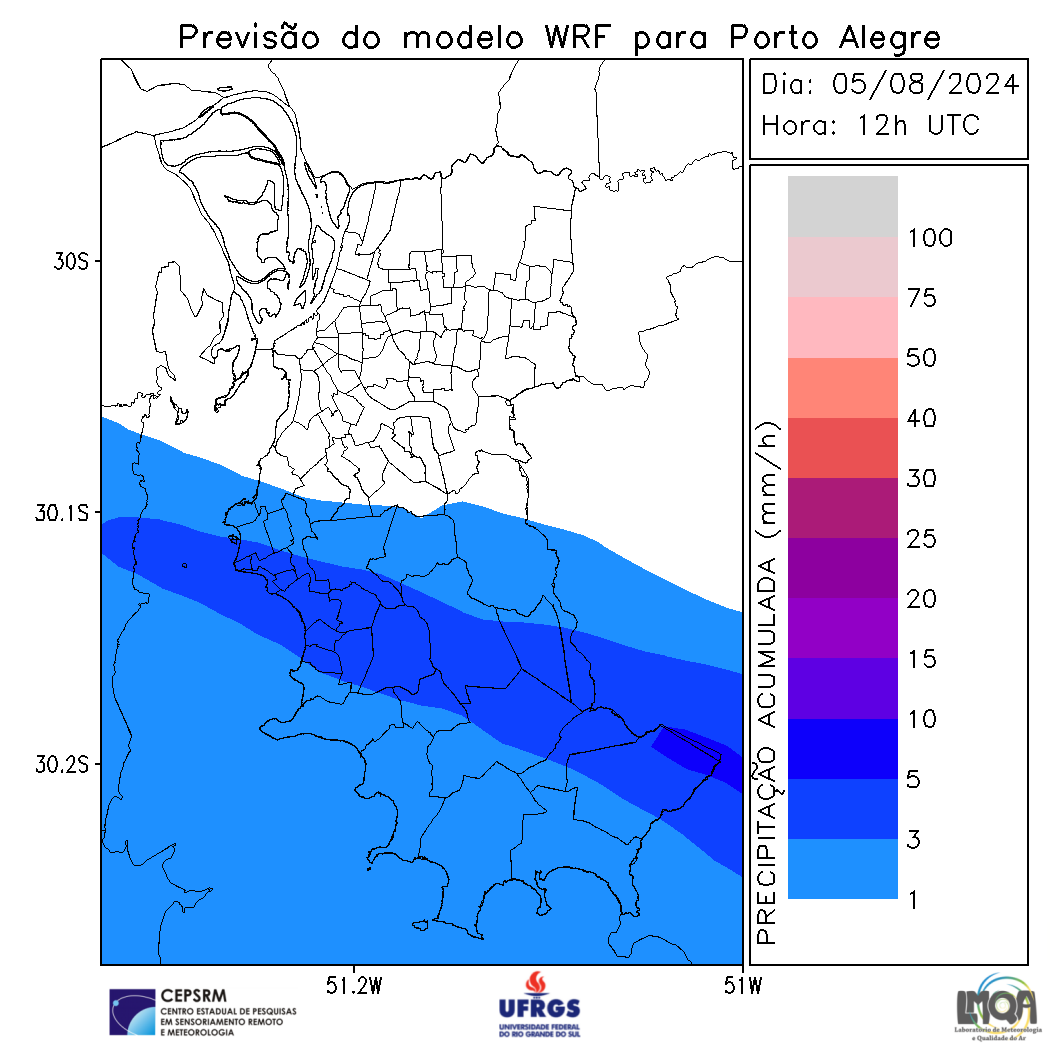 Previsão do modelo WRF para Porto Alegre
Dia: 05/08/2024
Hora: 12h UTC
100
75
50
40
30
25
20
15
10
5
3
1
PRECIPITAÇÃO ACUMULADA (mm/h)
30S
30.1S
30.2S
51.2W
51W
CEPSRM
CENTRO ESTADUAL DE PESQUISAS
EM SENSORIAMENTO REMOTO
E METEOROLOGIA
UFRGS
UNIVERSIDADE FEDERAL
DO RIO GRANDE DO SUL
LMQA
Laboratório de Meteorologia
e Qualidade do Ar